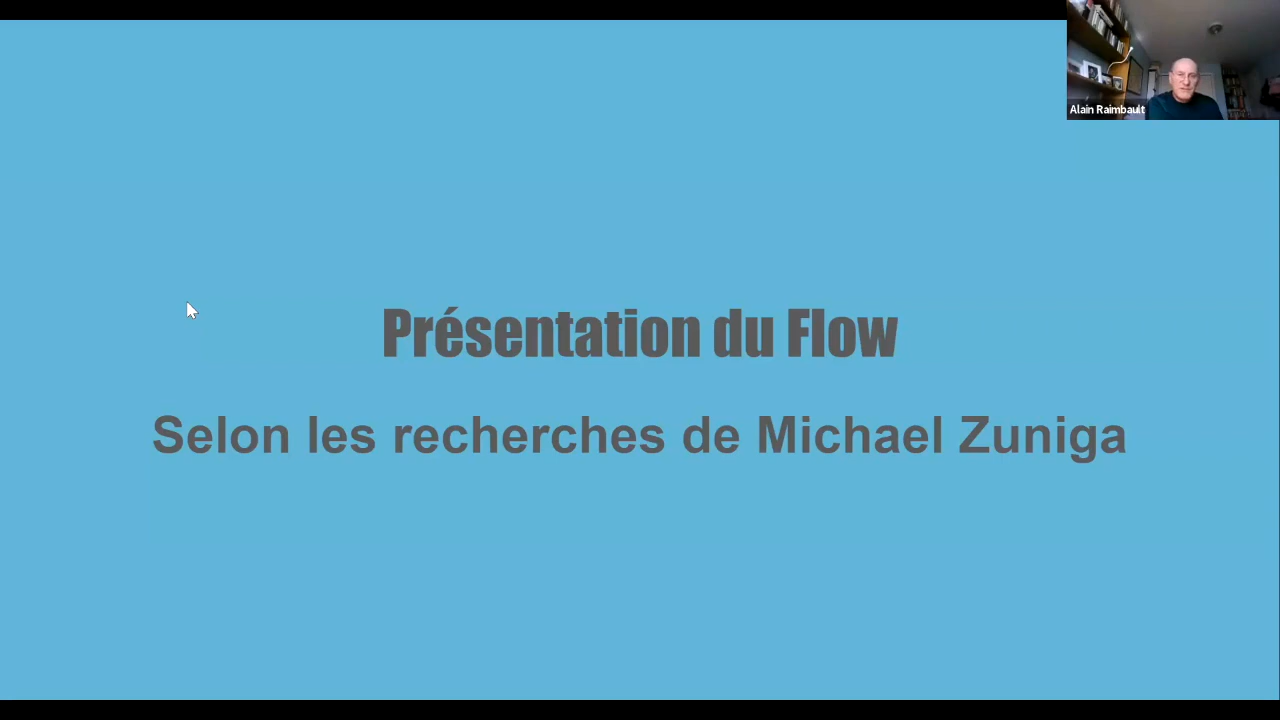 Alain Raimbault
Présentation du Flow
Selon les recherches de Michael Zuniga